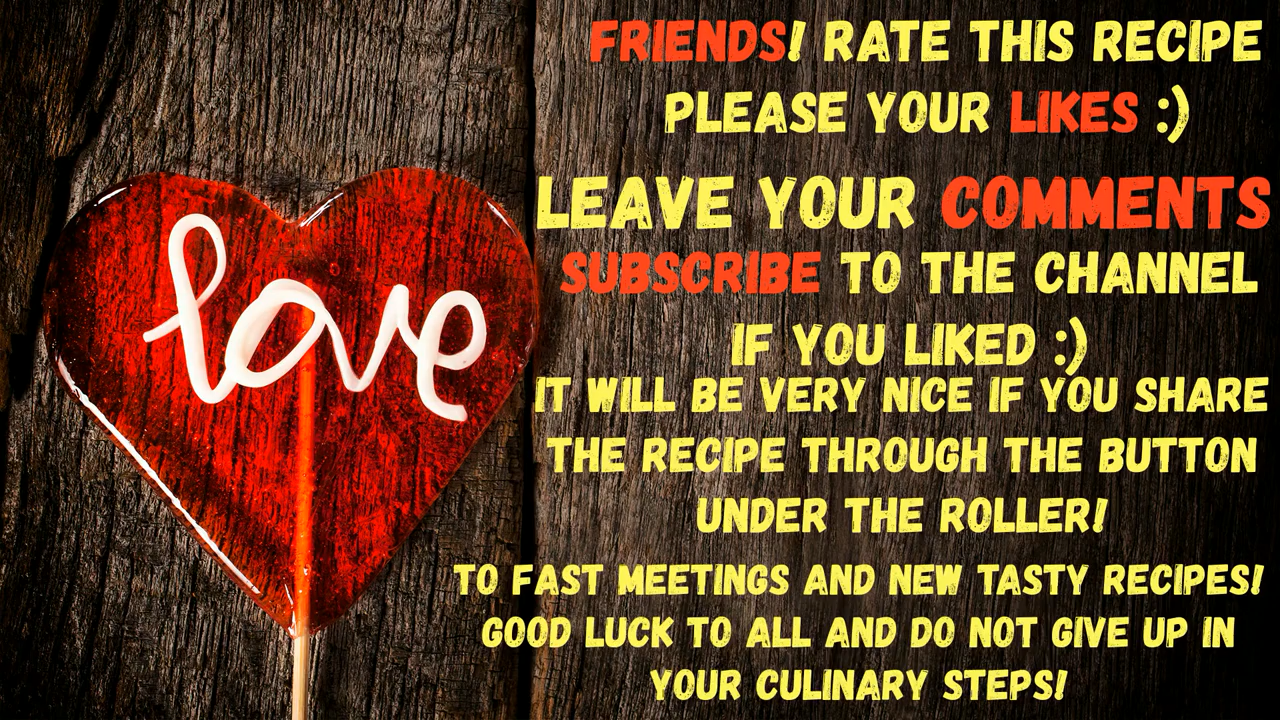 love
FRIENDS! RATE THIS RECIPE
PLEASE YOUR LIKES :)
LEAVE YOUR COMMENTS
SUBSCRIBE TO THE CHANNEL
IF YOU LIKED :)
IT WILL BE VERY NICE IF YOU SHARE
THE RECIPE THROUGH THE BUTTON
UNDER THE ROLLER!
TO FAST MEETINGS AND NEW TASTY RECIPES!
GOOD LUCK TO ALL AND DO NOT GIVE UP IN
YOUR CULINARY STEPS!